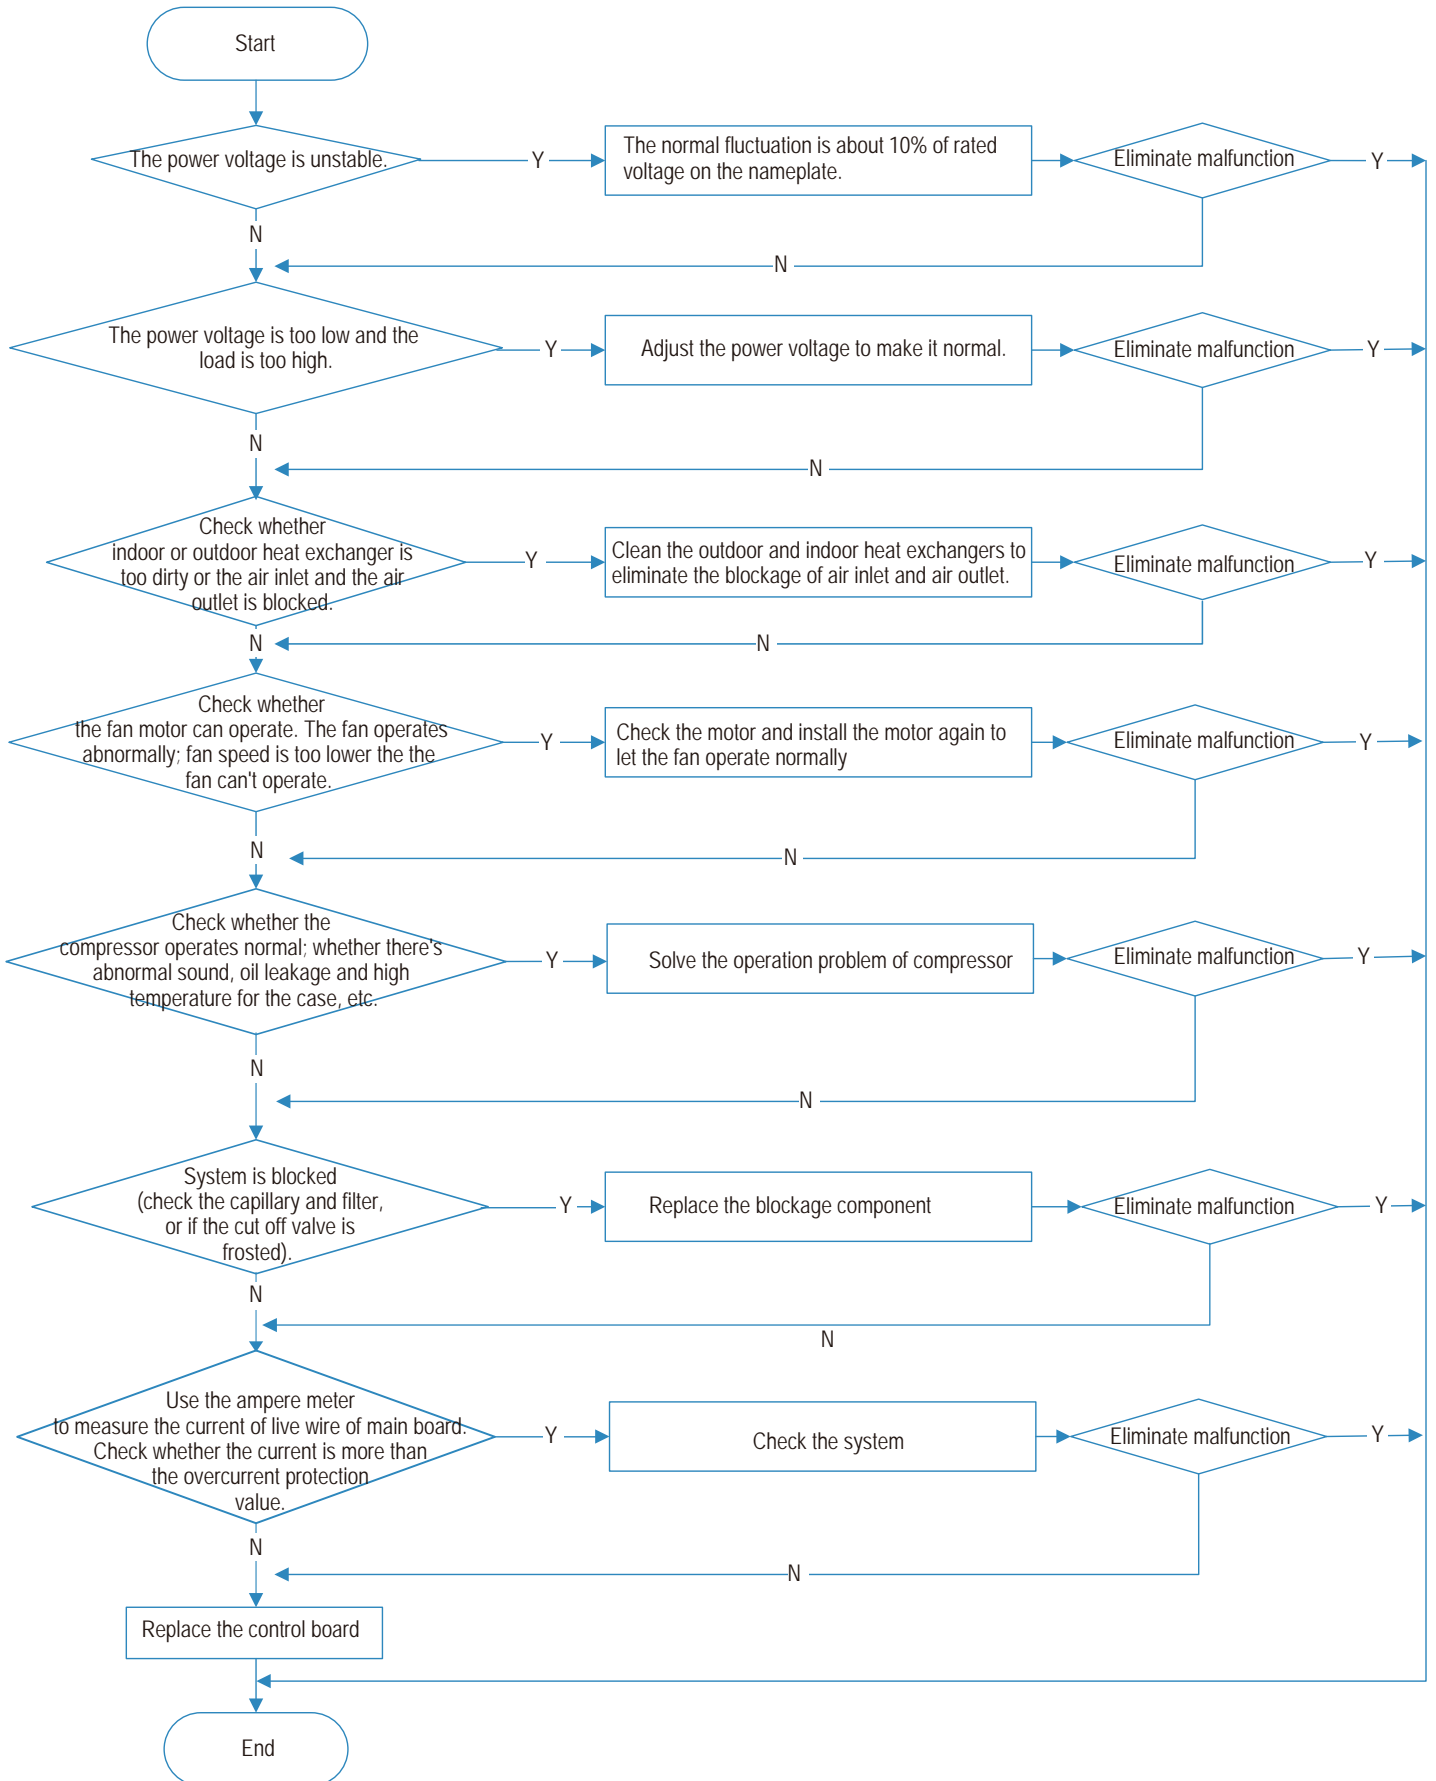 Start
The power voltage is unstable.
Y
The normal fluctuation is about 10% of rated
voltage on the nameplate.
Eliminate malfunction
Y
N
N
The power voltage is too low and the
load is too high.
Y
Adjust the power voltage to make it normal.
Eliminate malfunction
Y
N
N
Check whether
indoor or outdoor heat exchanger is
too dirty or the air inlet and the air
outlet is blocked.
Y
Clean the outdoor and indoor heat exchangers to
eliminate the blockage of air inlet and air outlet.
Eliminate malfunction
Y
N
N
Check whether
the fan motor can operate. The fan operates
abnormally; fan speed is too lower the the
fan can't operate.
Y
Check the motor and install the motor again to
let the fan operate normally
Eliminate malfunction
Y
N
N
Check whether the
compressor operates normal; whether there's
abnormal sound, oil leakage and high
temperature for the case, etc.
Y
Solve the operation problem of compressor
Eliminate malfunction
Y
N
N
System is blocked
(check the capillary and filter,
or if the cut off valve is
frosted).
Y
Replace the blockage component
Eliminate malfunction
Y
N
N
Use the ampere meter
to measure the current of live wire of main board.
Check whether the current is more than
the overcurrent protection
value.
Y
Check the system
Eliminate malfunction
Y
N
N
Replace the control board
End